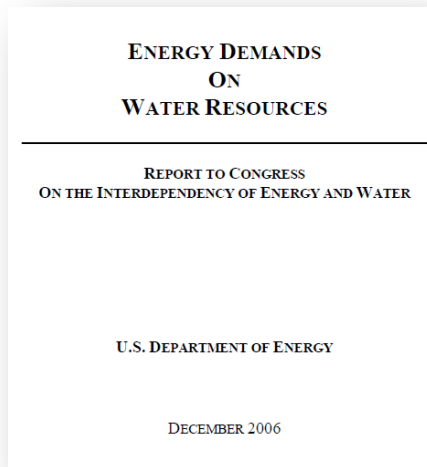 ENERGY DEMANDS
ON
WATER RESOURCES
REPORT TO CONGRESS
ON THE INTERDEPENDENCY OF ENERGY AND WATER
U.S. DEPARTMENT OF ENERGY
DECEMBER 2006